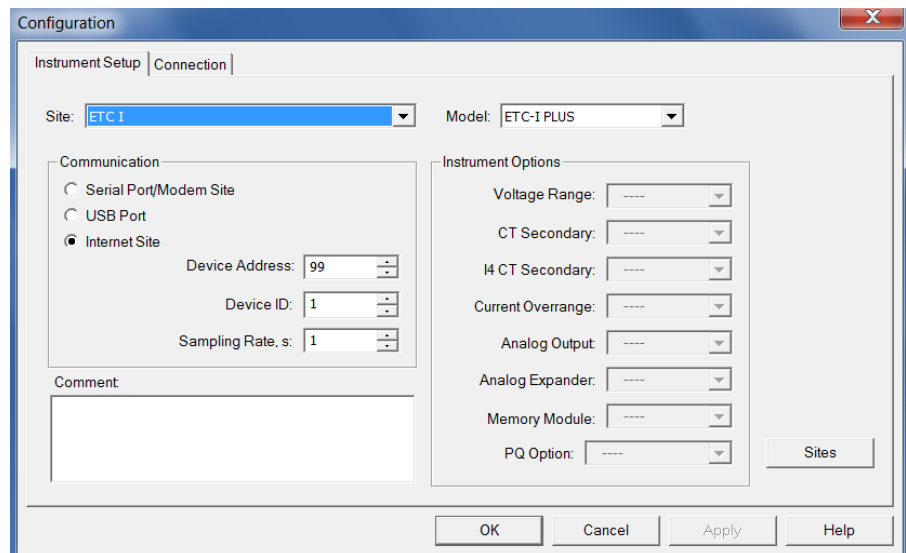 Configuration
Instrument Setup Connection
Site: ETC I Model: ETC-I PLUS
Communication
Serial Port/Modem Site
USB Port
Internet Site
Device Address: 99
Device ID: 1
Sampling Rate, s: 1
Comment:
Instrument Options
Voltage Range: ----
CT Secondary: ----
I4 CT Secondary: ----
Current Overrange: ----
Analog Output: ----
Analog Expander: ----
Memory Module: ----
PQ Option: ----
Sites
OK Cancel Apply Help